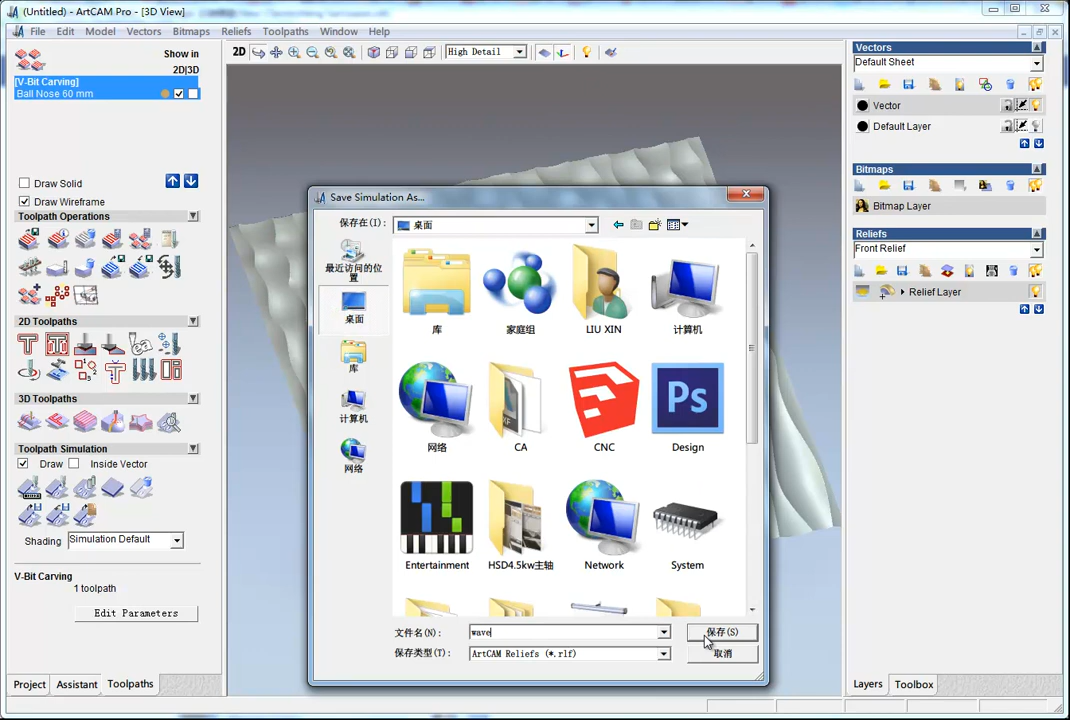 (Untitled) - ArtCAM Pro - [3D View]
File Edit Model Vectors Bitmaps Reliefs Toolpaths Window Help
Show in
2D|3D
[V-Bit Carving]
Ball Nose 60 mm
Draw Solid
Draw Wireframe
Toolpath Operations
2D Toolpaths
3D Toolpaths
Toolpath Simulation
Draw Inside Vector
Shading Simulation Default
V-Bit Carving
1 toolpath
Edit Parameters
Project Assistant Toolpaths
2D High Detail
Save Simulation As...
保存在(I): 桌面
最近访问的位置
桌面
库
计算机
网络
库 家庭组 LIU XIN 计算机
网络 CA CNC Design
Ps
Entertainment HSD4.5kw主轴 Network System
文件名(N): wave 保存(S)
保存类型(T): ArtCAM Reliefs (*.rlf) 取消
Vectors
Default Sheet
Vector
Default Layer
Bitmaps
Bitmap Layer
Reliefs
Front Relief
Relief Layer
Layers Toolbox